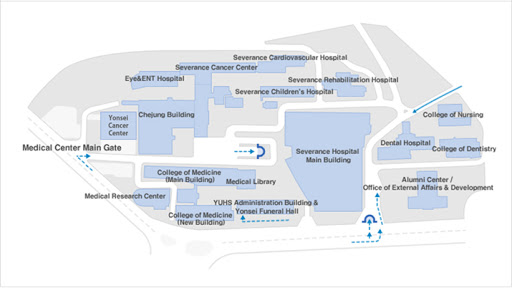 Severance Cardiovascular Hospital
Severance Cancer Center
Eye&ENT Hospital
Severance Rehabilitation Hospital
Severance Children's Hospital
Yonsei
Cancer
Center
Chejung Building
College of Nursing
Medical Center Main Gate
Severance Hospital
Main Building
Dental Hospital
College of Dentistry
College of Medicine
(Main Building)
Medical Library
Alumni Center /
Office of External Affairs & Development
Medical Research Center
YUHS Administration Building &
Yonsei Funeral Hall
College of Medicine
(New Building)